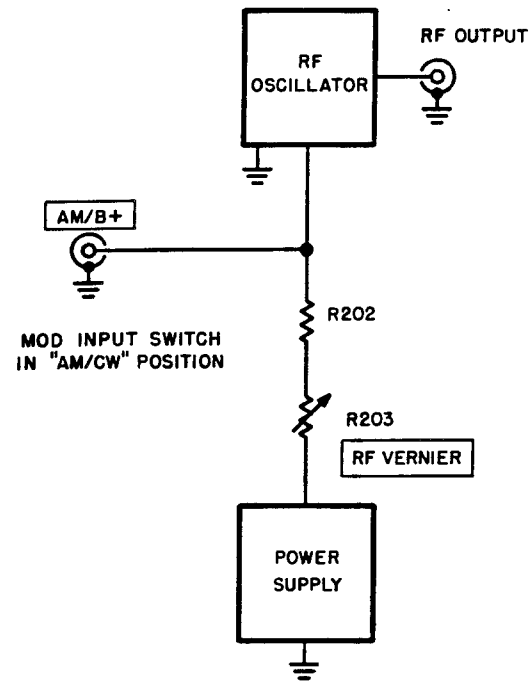 RF OUTPUT
RF
OSCILLATOR
AM/B+
R202
MOD INPUT SWITCH
IN "AM/CW" POSITION
R203
RF VERNIER
POWER
SUPPLY